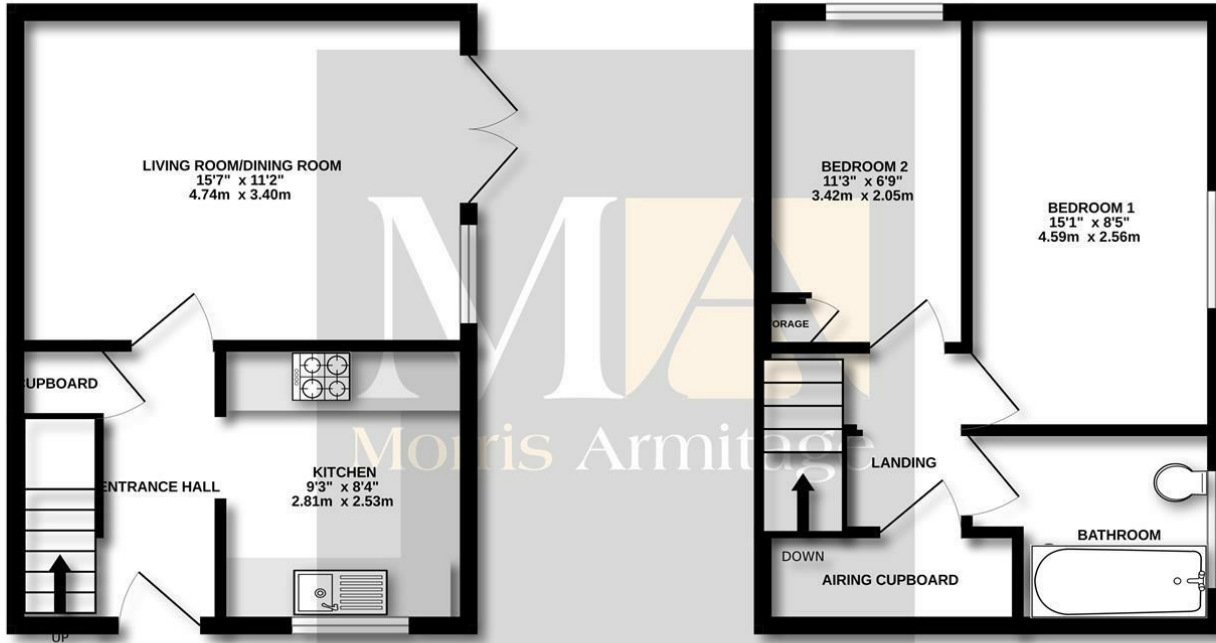 LIVING ROOM/DINING ROOM
15'7" x 11'2"
4.74m x 3.40m
CUPBOARD
ENTRANCE HALL
KITCHEN
9'3" x 8'4"
2.81m x 2.53m
UP
BEDROOM 2
11'3" x 6'9"
3.42m x 2.05m
BEDROOM 1
15'1" x 8'5"
4.59m x 2.56m
ORAGE
LANDING
BATHROOM
DOWN
AIRING CUPBOARD
MA
Morris Armitage